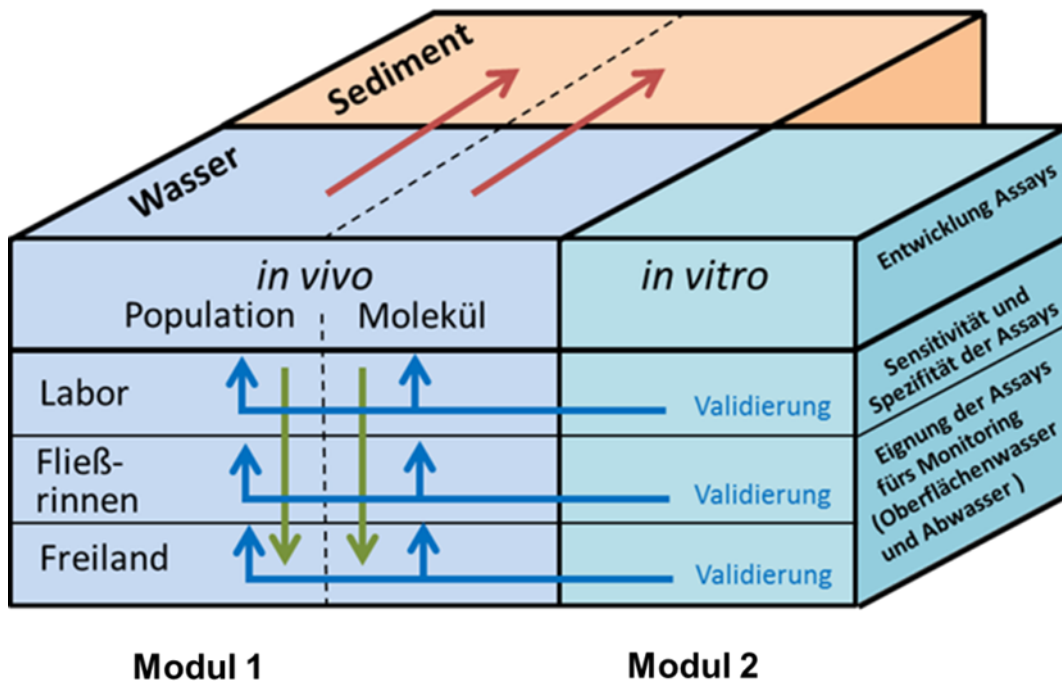 Sediment
Wasser
in vivo
in vitro
Population
Molekül
Labor
Validierung
Fließ-
rinnen
Validierung
Freiland
Validierung
Entwicklung Assays
Sensitivität und
Spezifität der Assays
Eignung der Assays
fürs Monitoring
(Oberflächenwasser
und Abwasser )
Modul 1
Modul 2